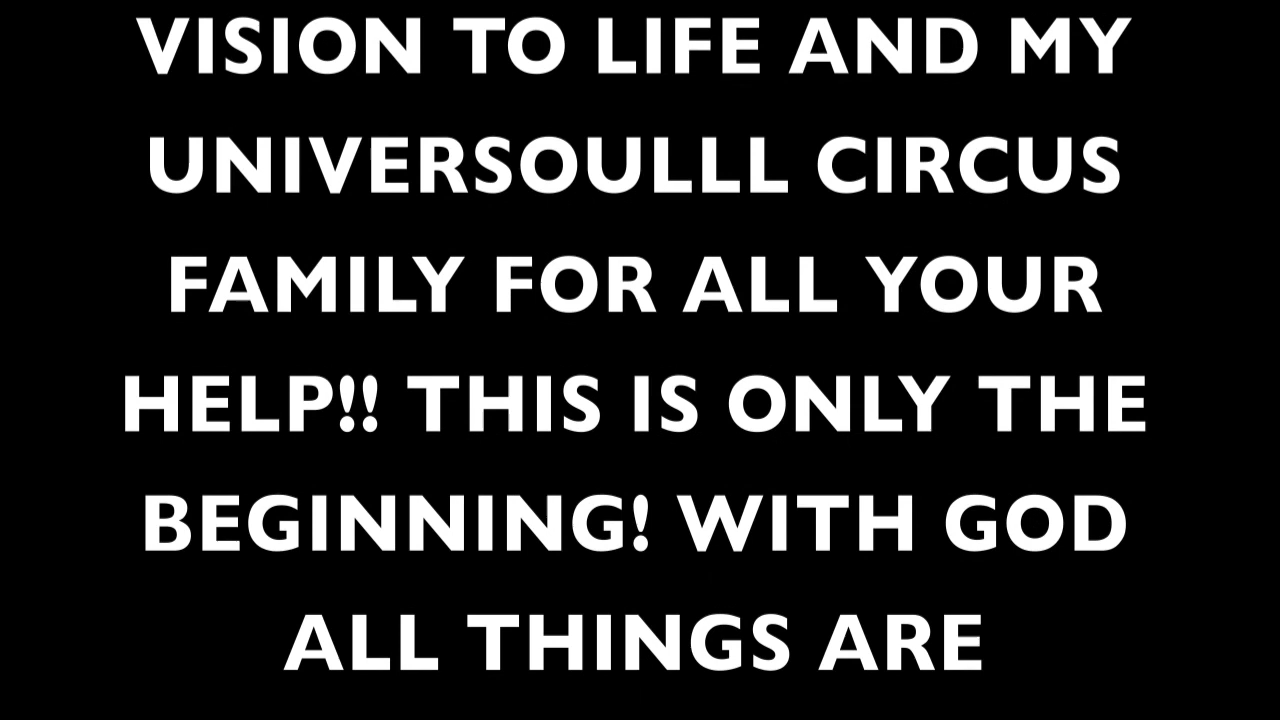 VISION TO LIFE AND MY
UNIVERSOULLL CIRCUS
FAMILY FOR ALL YOUR
HELP!! THIS IS ONLY THE
BEGINNING! WITH GOD
ALL THINGS ARE